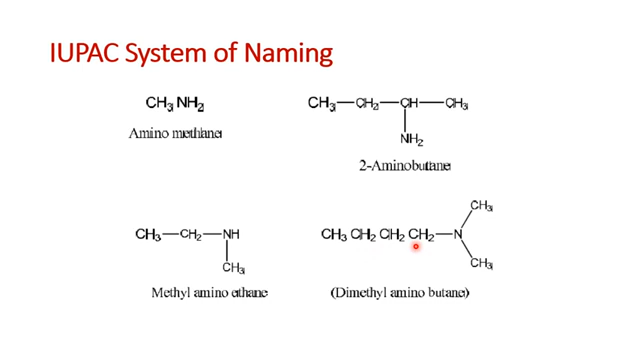 IUPAC System of Naming
CH3 NH2
Amino methane
CH3—CH2—CH—CH3
NH2
2-Aminobutane
CH3—CH2—NH
CH3
Methyl amino ethane
CH3
CH3 CH2 CH2 CH2—N
CH3
(Dimethyl amino butane)